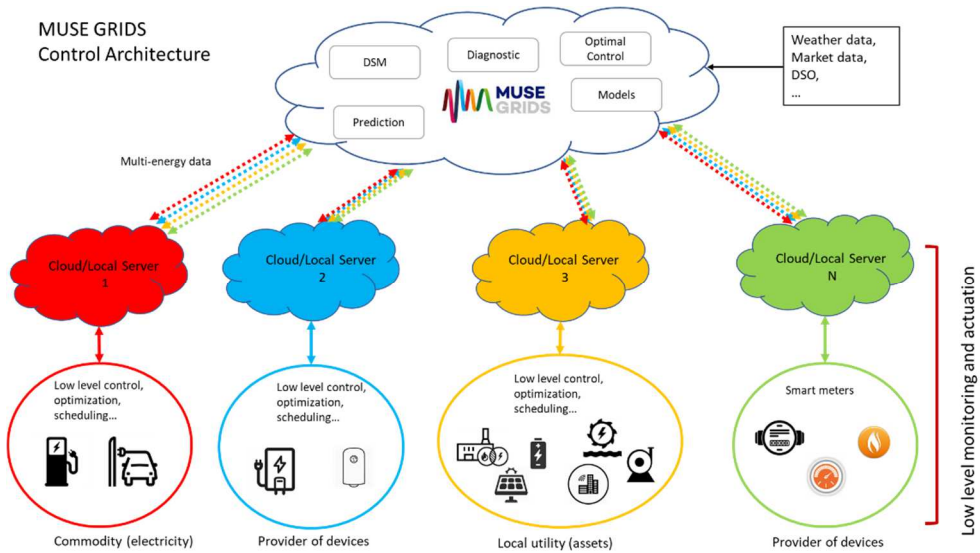 MUSE GRIDS
Control Architecture
DSM
Diagnostic
Optimal
Control
MUSE
GRIDS
Prediction
Models
Weather data,
Market data,
DSO,
...
Multi-energy data
Cloud/Local Server
1
Cloud/Local Server
2
Cloud/Local Server
3
Cloud/Local Server
N
Low level control,
optimization,
scheduling...
Low level control,
optimization,
scheduling...
Low level control,
optimization,
scheduling...
Smart meters
Commodity (electricity)
Provider of devices
Local utility (assets)
Provider of devices
Low level monitoring and actuation